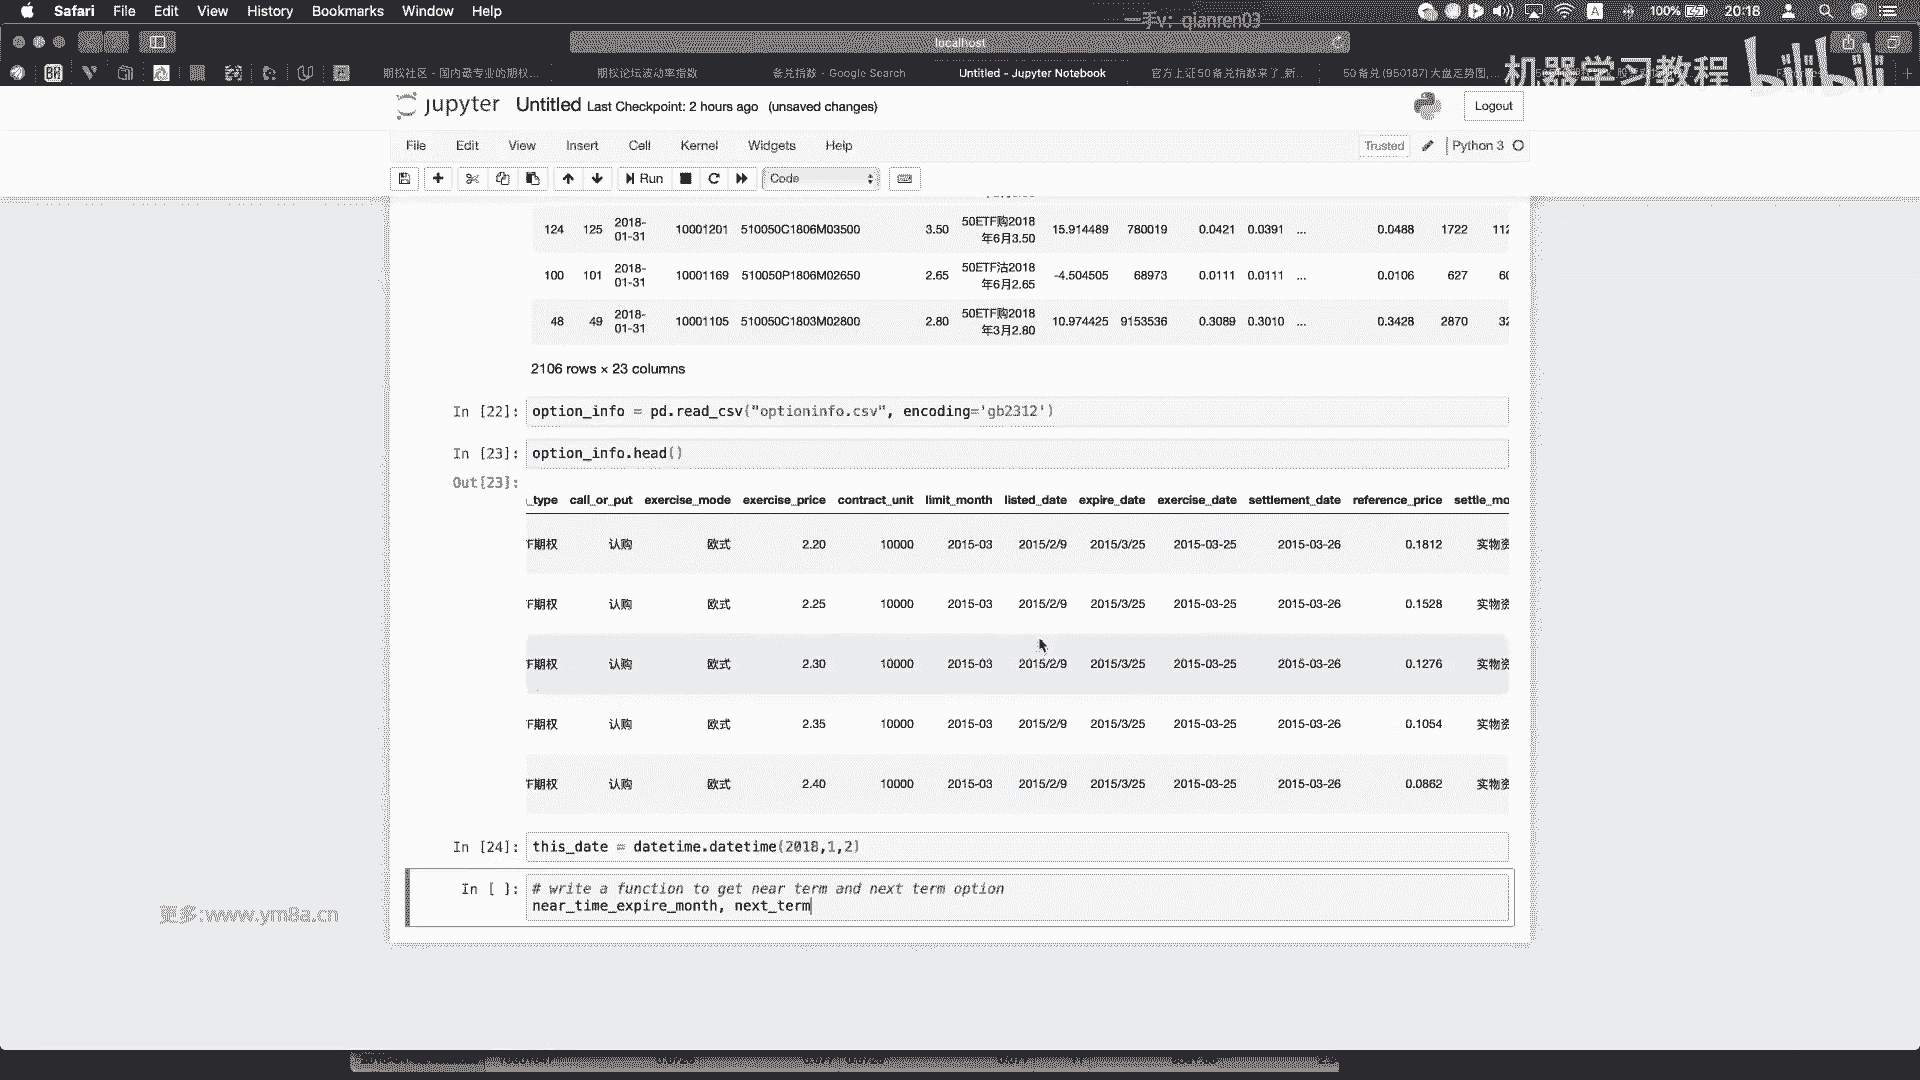 一手v：qianren03
Safari File Edit View History Bookmarks Window Help 100% 20:18
localhost
期权社区 - 国内最专业的期权... 期权论坛波动率指数 备兑指数 - Google Search Untitled - Jupyter Notebook 官方上证50备兑指数来了_新... 50备兑(950187)大盘走势图,...
机器学习教程 bilibili
jupyter Untitled Last Checkpoint: 2 hours ago (unsaved changes) Logout
File Edit View Insert Cell Kernel Widgets Help Trusted Python 3
Run Code
124 125 2018-01-31 10001201 510050C1806M03500 3.50 50ETF购2018年6月3.50 15.914489 780019 0.0421 0.0391 ... 0.0488 1722 112
100 101 2018-01-31 10001169 510050P1806M02650 2.65 50ETF沽2018年6月2.65 -4.504505 68973 0.0111 0.0111 ... 0.0106 627 60
48 49 2018-01-31 10001105 510050C1803M02800 2.80 50ETF购2018年3月2.80 10.974425 9153536 0.3089 0.3010 ... 0.3428 2870 32
2106 rows × 23 columns
In [22]: option_info = pd.read_csv("optioninfo.csv", encoding='gb2312')
In [23]: option_info.head()
Out[23]:
_type call_or_put exercise_mode exercise_price contract_unit limit_month listed_date expire_date exercise_date settlement_date reference_price settle_mo
F期权 认购 欧式 2.20 10000 2015-03 2015/2/9 2015/3/25 2015-03-25 2015-03-26 0.1812 实物资
F期权 认购 欧式 2.25 10000 2015-03 2015/2/9 2015/3/25 2015-03-25 2015-03-26 0.1528 实物资
F期权 认购 欧式 2.30 10000 2015-03 2015/2/9 2015/3/25 2015-03-25 2015-03-26 0.1276 实物资
F期权 认购 欧式 2.35 10000 2015-03 2015/2/9 2015/3/25 2015-03-25 2015-03-26 0.1054 实物资
F期权 认购 欧式 2.40 10000 2015-03 2015/2/9 2015/3/25 2015-03-25 2015-03-26 0.0862 实物资
In [24]: this_date = datetime.datetime(2018,1,2)
In [ ]: # write a function to get near term and next term option
near_time_expire_month, next_term
更多:www.ym8a.cn